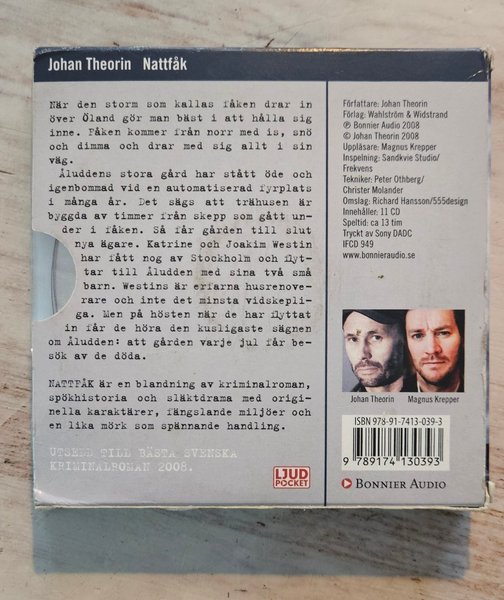 Johan Theorin Nattfåk
När den storm som kallas fåken drar in
över Öland gör man bäst i att hålla sig
inne. Fåken kommer från norr med is, snö
och dimma och drar med sig allt i sin
väg.
Åluddens stora gård har stått öde och
igenbommad vid en automatiserad fyrplats
i många år. Det sägs att trähusen är
byggda av timmer från skepp som gått un-
der i fåken. Så får gården till slut
nya ägare. Katrine och Joakim Westin
har fått nog av Stockholm och flyt-
tar till Åludden med sina två små
barn. Westins är erfarna husrenove-
rare och inte det minsta vidskepli-
ga. Men på hösten när de har flyttat
in får de höra den kusligaste sägnen
om Åludden: att gården varje jul får be-
sök av de döda.
NATTFÅK är en blandning av kriminalroman,
spökhistoria och släktdrama med origi-
nella karaktärer, fängslande miljöer och
en lika mörk som spännande handling.
UTSEDD TILL BÄSTA SVENSKA
KRIMINALROMAN 2008.
LJUD
POCKET
Författare: Johan Theorin
Förlag: Wahlström & Widstrand
℗ Bonnier Audio 2008
© Johan Theorin 2008
Uppläsare: Magnus Krepper
Inspelning: Sandkvie Studio/
Frekvens
Tekniker: Peter Othberg/
Christer Molander
Omslag: Richard Hansson/555design
Innehåller: 11 CD
Speltid: ca 13 tim
Tryckt av Sony DADC
IFCD 949
www.bonnieraudio.se
Johan Theorin Magnus Krepper
ISBN 978-91-7413-039-3
9 789174 130393
BONNIER AUDIO